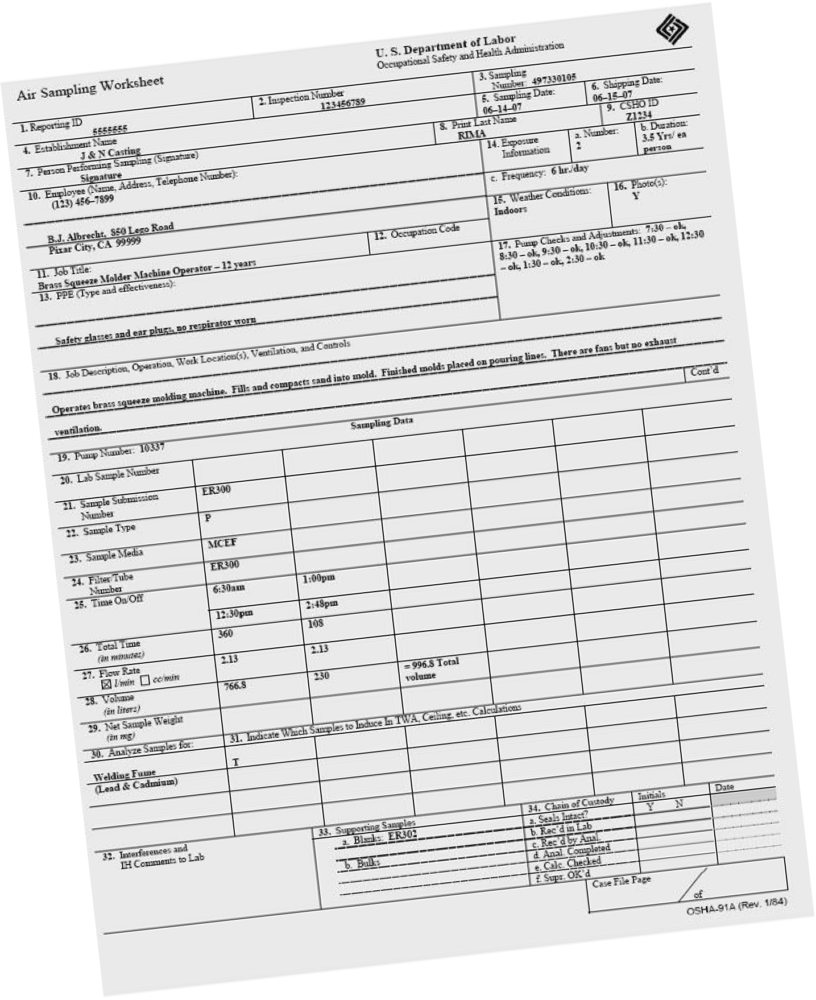 U. S. Department of Labor
Occupational Safety and Health Administration
Air Sampling Worksheet
1. Reporting ID
5555555
2. Inspection Number
123456789
3. Sampling
Number: 497330105
4. Establishment Name
J & N Casting
5. Sampling Date:
06–14–07
6. Shipping Date:
06–15–07
7. Person Performing Sampling (Signature)
Signature
8. Print Last Name
RIMA
9. CSHO ID
Z1234
10. Employee (Name, Address, Telephone Number):
(123) 456–7899
B.J. Albrecht, 850 Lego Road
Pixar City, CA 99999
14. Exposure
Information
a. Number:
2
b. Duration:
3.5 Yrs/ ea
person
c. Frequency: 6 hr./day
15. Weather Conditions:
Indoors
16. Photo(s):
Y
11. Job Title:
Brass Squeeze Molder Machine Operator – 12 years
12. Occupation Code
13. PPE (Type and effectiveness):
Safety glasses and ear plugs, no respirator worn
17. Pump Checks and Adjustments: 7:30 – ok,
8:30 – ok, 9:30 – ok, 10:30 – ok, 11:30 – ok, 12:30
– ok, 1:30 – ok, 2:30 – ok
18. Job Description, Operation, Work Location(s), Ventilation, and Controls
Operates brass squeeze molding machine. Fills and compacts sand into mold. Finished molds placed on pouring lines. There are fans but no exhaust
ventilation.
Cont'd
Sampling Data
19. Pump Number: 10337
20. Lab Sample Number
21. Sample Submission
Number
ER300
22. Sample Type
P
23. Sample Media
MCEF
24. Filter/Tube
Number
ER300
25. Time On/Off
6:30am
1:00pm
12:30pm
2:48pm
26. Total Time
(in minutes)
360
108
27. Flow Rate
☒ l/min ☐ cc/min
2.13
2.13
28. Volume
(in liters)
766.8
230
= 996.8 Total
volume
29. Net Sample Weight
(in mg)
30. Analyze Samples for:
31. Indicate Which Samples to Induce In TWA, Ceiling, etc. Calculations
Welding Fume
(Lead & Cadmium)
T
32. Interferences and
IH Comments to Lab
33. Supporting Samples
a. Blanks: ER302
b. Bulks
34. Chain of Custody
Initials
Date
a. Seals Intact?
Y N
b. Rec'd in Lab
c. Rec'd by Anal.
d. Anal. Completed
e. Calc. Checked
f. Supr. OK'd
Case File Page
/ of
OSHA-91A (Rev. 1/84)